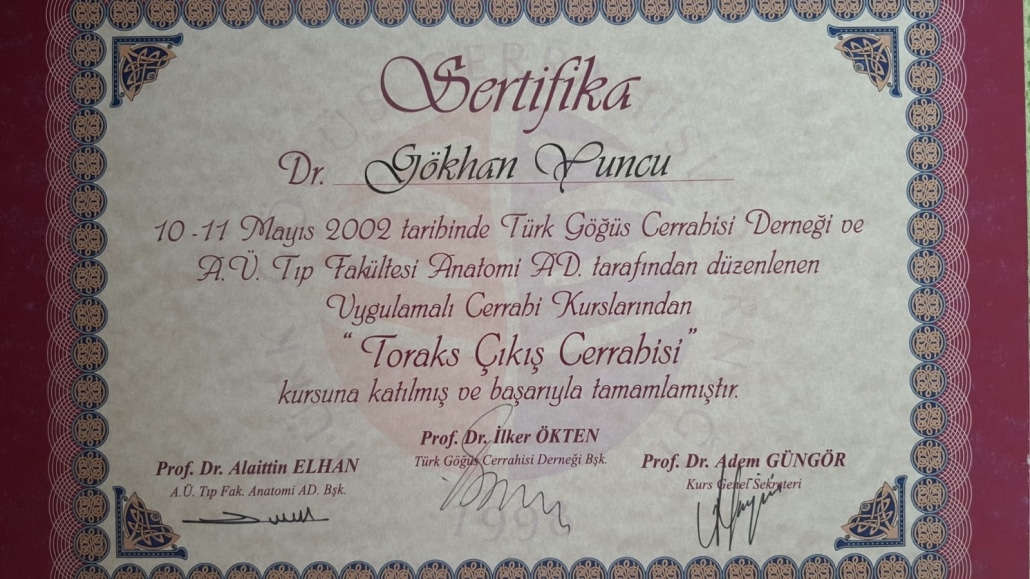 Sertifika
Dr. Gökhan Yuncu
10 - 11 Mayıs 2002 tarihinde Türk Göğüs Cerrahisi Derneği ve
A.Ü. Tıp Fakültesi Anatomi AD. tarafından düzenlenen
Uygulamalı Cerrahi Kurslarından
“Toraks Çıkış Cerrahisi”
kursuna katılmış ve başarıyla tamamlamıştır.
Prof. Dr. İlker ÖKTEN
Türk Göğüs Cerrahisi Derneği Bşk.
Prof. Dr. Alaittin ELHAN
A.Ü. Tıp Fak. Anatomi AD. Bşk.
Prof. Dr. Adem GÜNGÖR
Kurs Genel Sekreteri